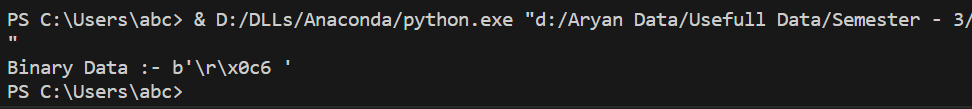 PS C:\Users\abc> & D:/DLLs/Anaconda/python.exe "d:/Aryan Data/Usefull Data/Semester - 3/
"
Binary Data :- b'\r\x0c6 '
PS C:\Users\abc>